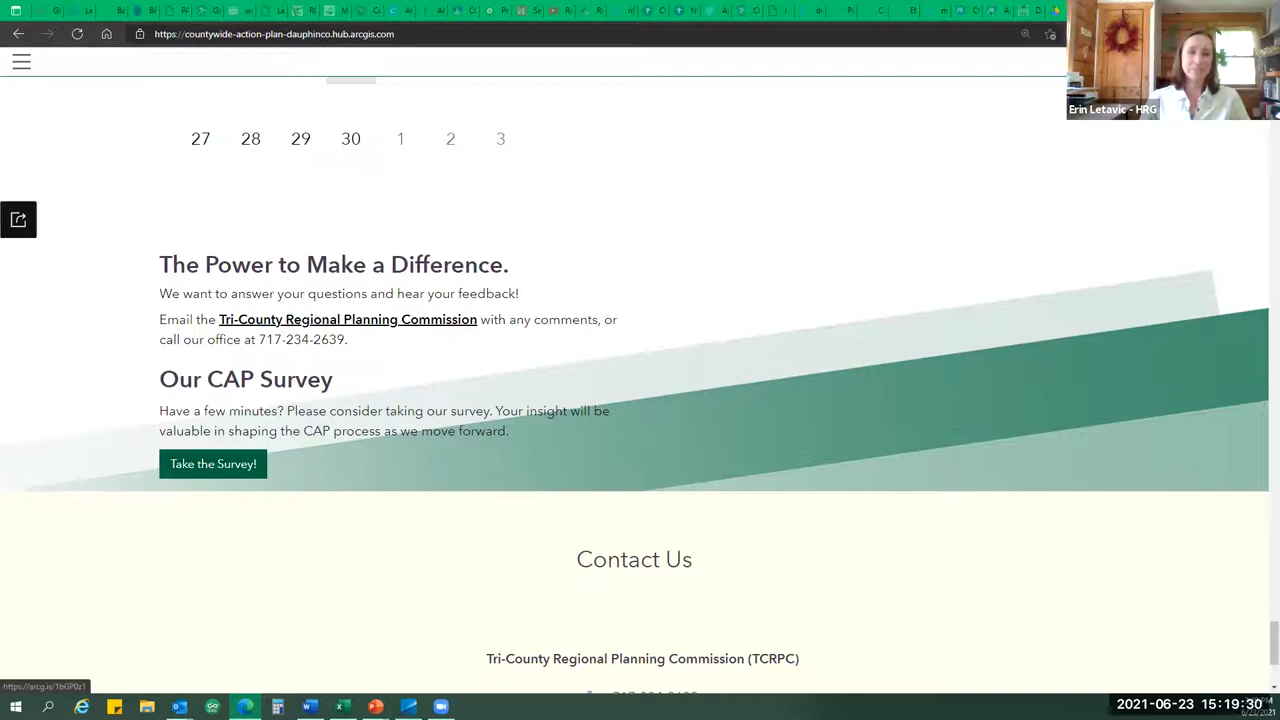 https://countywide-action-plan-dauphinco.hub.arcgis.com
Erin Letavic - HRG
27 28 29 30 1 2 3
The Power to Make a Difference.
We want to answer your questions and hear your feedback!
Email the Tri-County Regional Planning Commission with any comments, or
call our office at 717-234-2639.
Our CAP Survey
Have a few minutes? Please consider taking our survey. Your insight will be
valuable in shaping the CAP process as we move forward.
Take the Survey!
Contact Us
Tri-County Regional Planning Commission (TCRPC)
https://arcg.is/1bGP0z1
2021-06-23 15:19:30